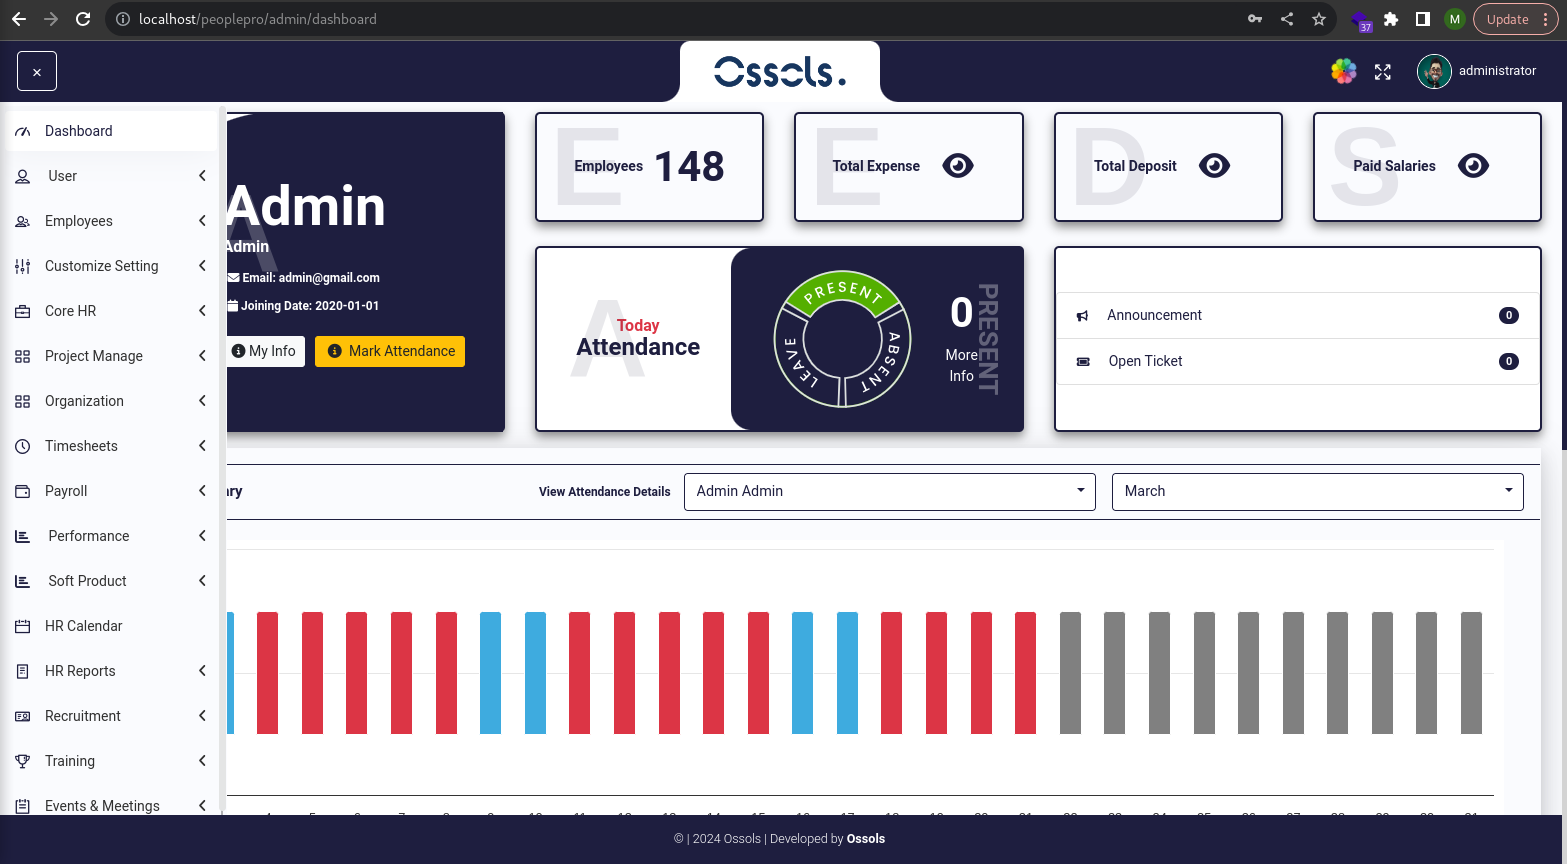 localhost/peoplepro/admin/dashboard
37
M
Update
×
Ossols.
administrator
Dashboard
User
Employees
Customize Setting
Core HR
Project Manage
Organization
Timesheets
Payroll
Performance
Soft Product
HR Calendar
HR Reports
Recruitment
Training
Events & Meetings
A
Admin
Admin
Email: admin@gmail.com
Joining Date: 2020-01-01
My Info
Mark Attendance
E
Employees 148
E
Total Expense
D
Total Deposit
S
Paid Salaries
A
Today
Attendance
PRESENT
ABSENT
LEAVE
0
More
Info
PRESENT
Announcement 0
Open Ticket 0
View Attendance Details
Admin Admin
March
© | 2024 Ossols | Developed by Ossols